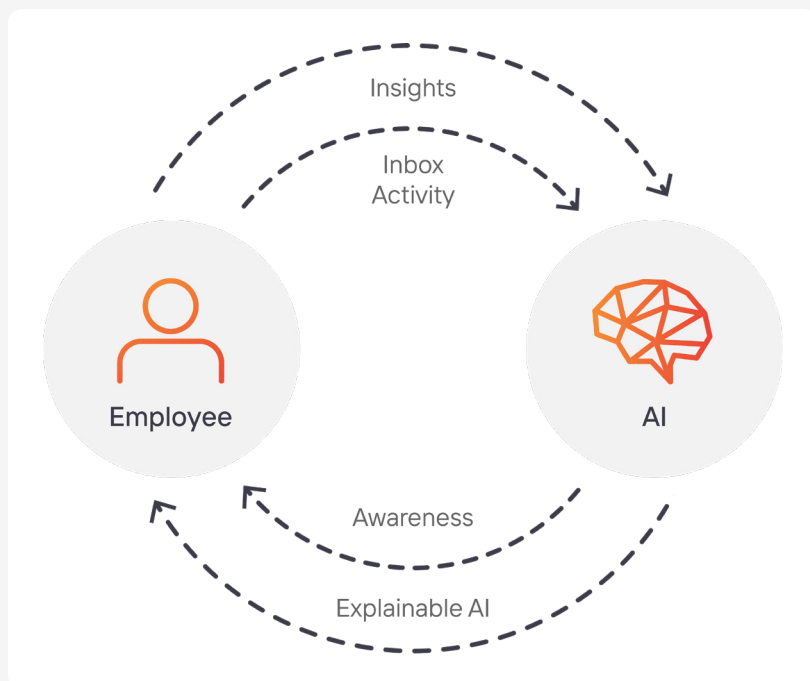 Insights
Inbox
Activity
Employee
AI
Awareness
Explainable AI